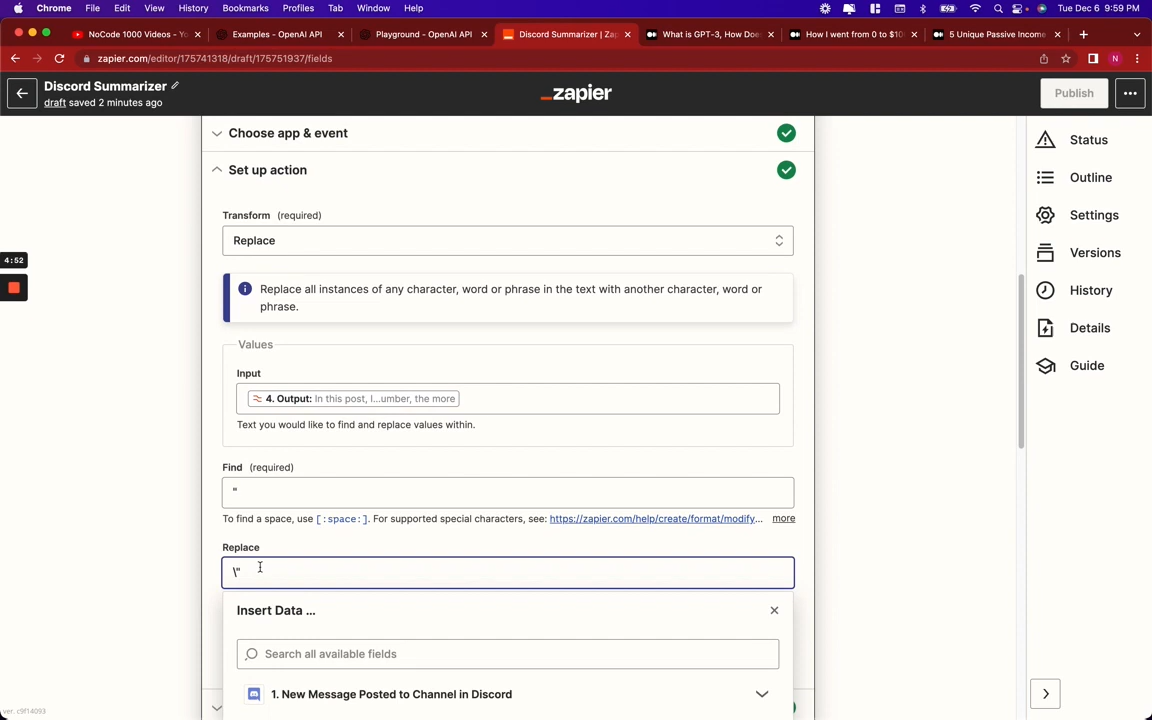 Chrome File Edit View History Bookmarks Profiles Tab Window Help Tue Dec 6 9:59 PM
NoCode 1000 Videos - Yo
Examples - OpenAI API
Playground - OpenAI API
Discord Summarizer | Zap
What is GPT-3, How Does
How I went from 0 to $10
5 Unique Passive Income
zapier.com/editor/175741318/draft/175751937/fields
N
Discord Summarizer
draft saved 2 minutes ago
_zapier
Publish
Choose app & event
Set up action
Transform (required)
Replace
Replace all instances of any character, word or phrase in the text with another character, word or
phrase.
Values
Input
4. Output: In this post, I...umber, the more
Text you would like to find and replace values within.
Find (required)
"
To find a space, use [:space:]. For supported special characters, see: https://zapier.com/help/create/format/modify... more
Replace
\"
Insert Data ...
Search all available fields
1. New Message Posted to Channel in Discord
Status
Outline
Settings
Versions
History
Details
Guide
4:52
ver. c9f14093